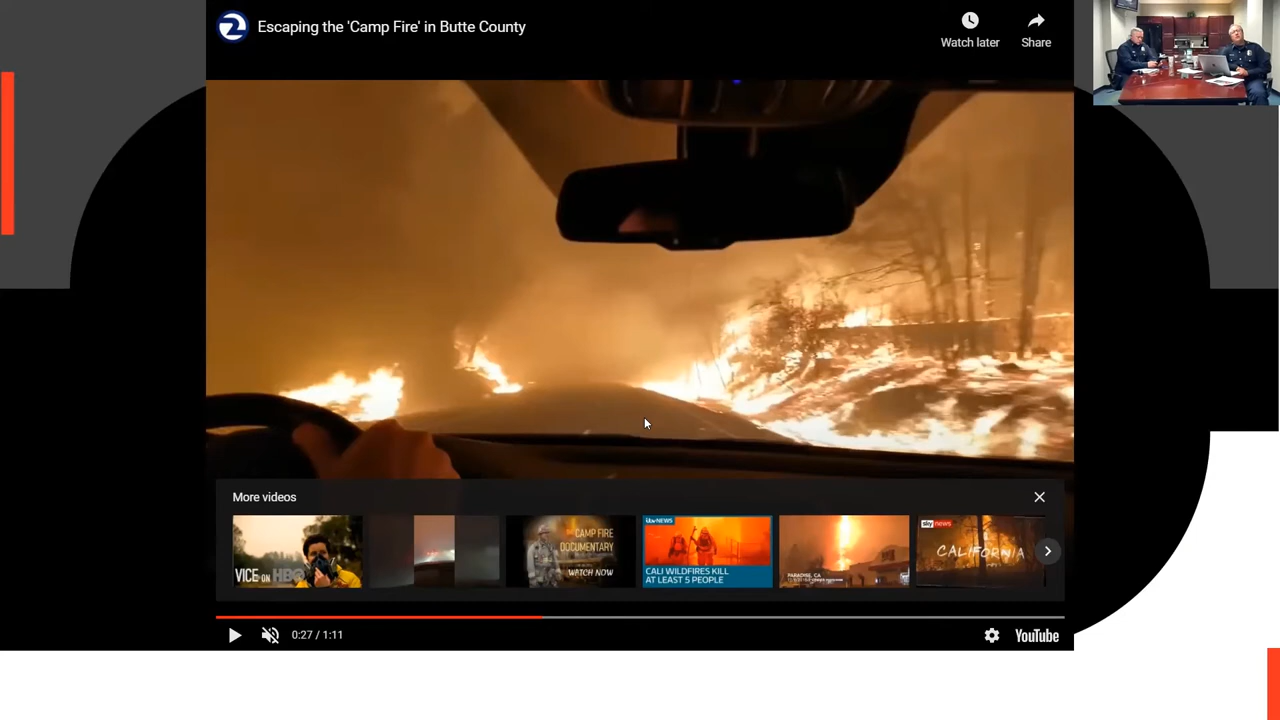 2
Escaping the 'Camp Fire' in Butte County
Watch later
Share
More videos
VICE ON HBO
CAMP FIRE
DOCUMENTARY
WATCH NOW
itv NEWS
CALI WILDFIRES KILL
AT LEAST 5 PEOPLE
PARADISE, CA
sky news
CALIFORNIA
0:27 / 1:11
YouTube